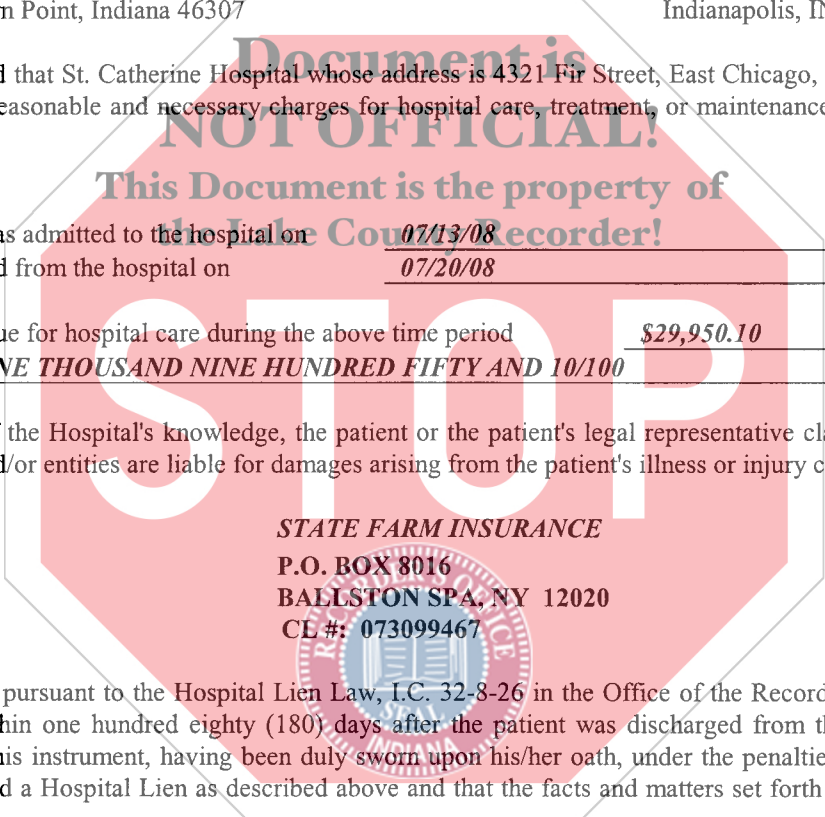 n Point, Indiana 46307 Indianapolis, IN
Document is
d that St. Catherine Hospital whose address is 4321 Fir Street, East Chicago,
easonable and necessary charges for hospital care, treatment, or maintenance
NOT OFFICIAL!
This Document is the property of
the Lake County Recorder!
as admitted to the hospital on 07/13/08
d from the hospital on 07/20/08
STOP
ue for hospital care during the above time period $29,950.10
NE THOUSAND NINE HUNDRED FIFTY AND 10/100
f the Hospital's knowledge, the patient or the patient's legal representative cla
d/or entities are liable for damages arising from the patient's illness or injury c
STATE FARM INSURANCE
P.O. BOX 8016
BALLSTON SPA, NY 12020
CL #: 073099467
RECORDER'S OFFICE
SEAL
INDIANA
pursuant to the Hospital Lien Law, I.C. 32-8-26 in the Office of the Record
hin one hundred eighty (180) days after the patient was discharged from th
his instrument, having been duly sworn upon his/her oath, under the penaltie
d a Hospital Lien as described above and that the facts and matters set forth